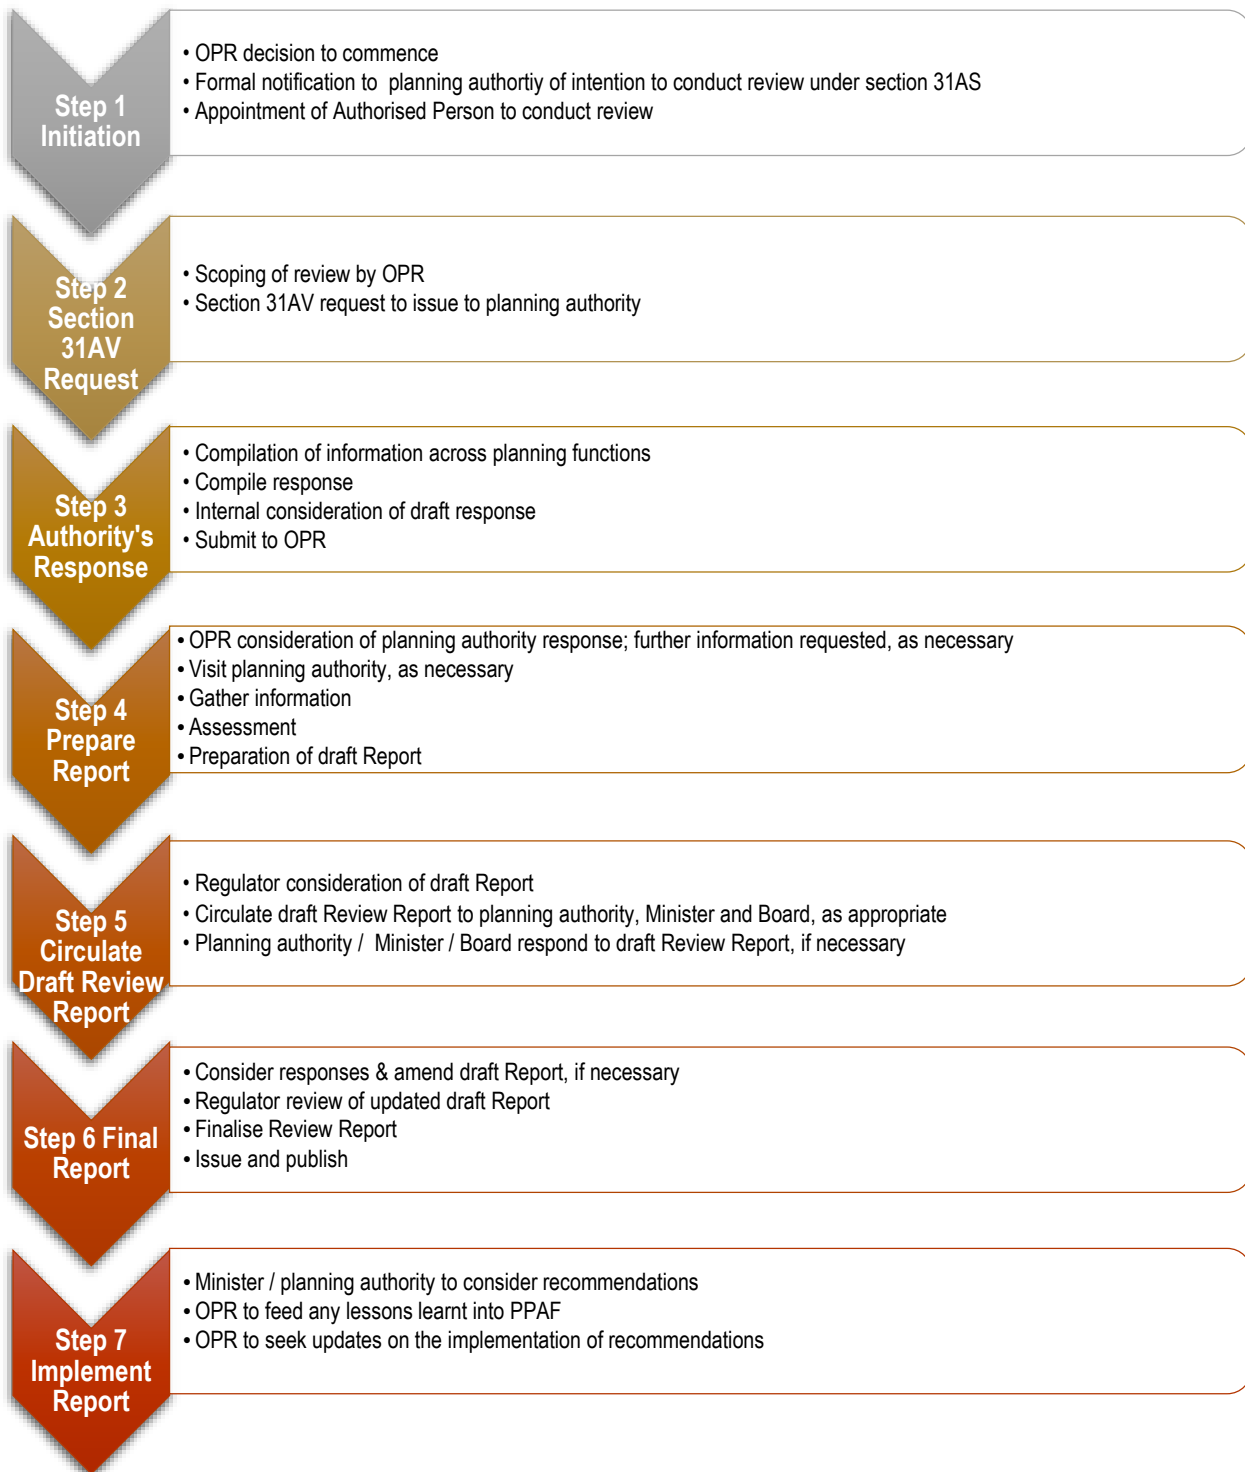 Step 1
Initiation
• OPR decision to commence
• Formal notification to planning authortiy of intention to conduct review under section 31AS
• Appointment of Authorised Person to conduct review
Step 2
Section
31AV
Request
• Scoping of review by OPR
• Section 31AV request to issue to planning authority
Step 3
Authority's
Response
• Compilation of information across planning functions
• Compile response
• Internal consideration of draft response
• Submit to OPR
Step 4
Prepare
Report
• OPR consideration of planning authority response; further information requested, as necessary
• Visit planning authority, as necessary
• Gather information
• Assessment
• Preparation of draft Report
Step 5
Circulate
Draft Review
Report
• Regulator consideration of draft Report
• Circulate draft Review Report to planning authority, Minister and Board, as appropriate
• Planning authority / Minister / Board respond to draft Review Report, if necessary
Step 6 Final
Report
• Consider responses & amend draft Report, if necessary
• Regulator review of updated draft Report
• Finalise Review Report
• Issue and publish
Step 7
Implement
Report
• Minister / planning authority to consider recommendations
• OPR to feed any lessons learnt into PPAF
• OPR to seek updates on the implementation of recommendations